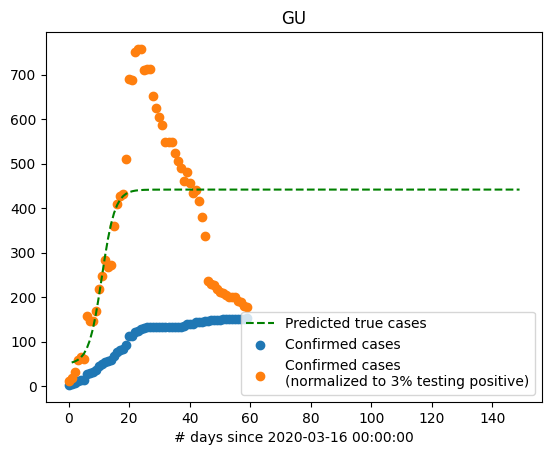 GU
700
600
500
400
300
200
100
0
Predicted true cases
Confirmed cases
Confirmed cases
(normalized to 3% testing positive)
0 20 40 60 80 100 120 140
# days since 2020-03-16 00:00:00